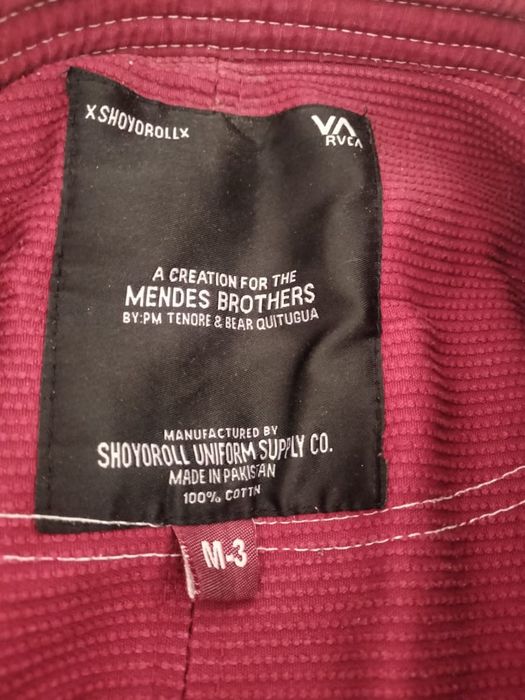 xSHOYOROLLx
VA
RVCA
A CREATION FOR THE
MENDES BROTHERS
BY:PM TENORE & BEAR QUITUGUA
MANUFACTURED BY
SHOYOROLL UNIFORM SUPPLY CO.
MADE IN PAKISTAN
100%
M-3